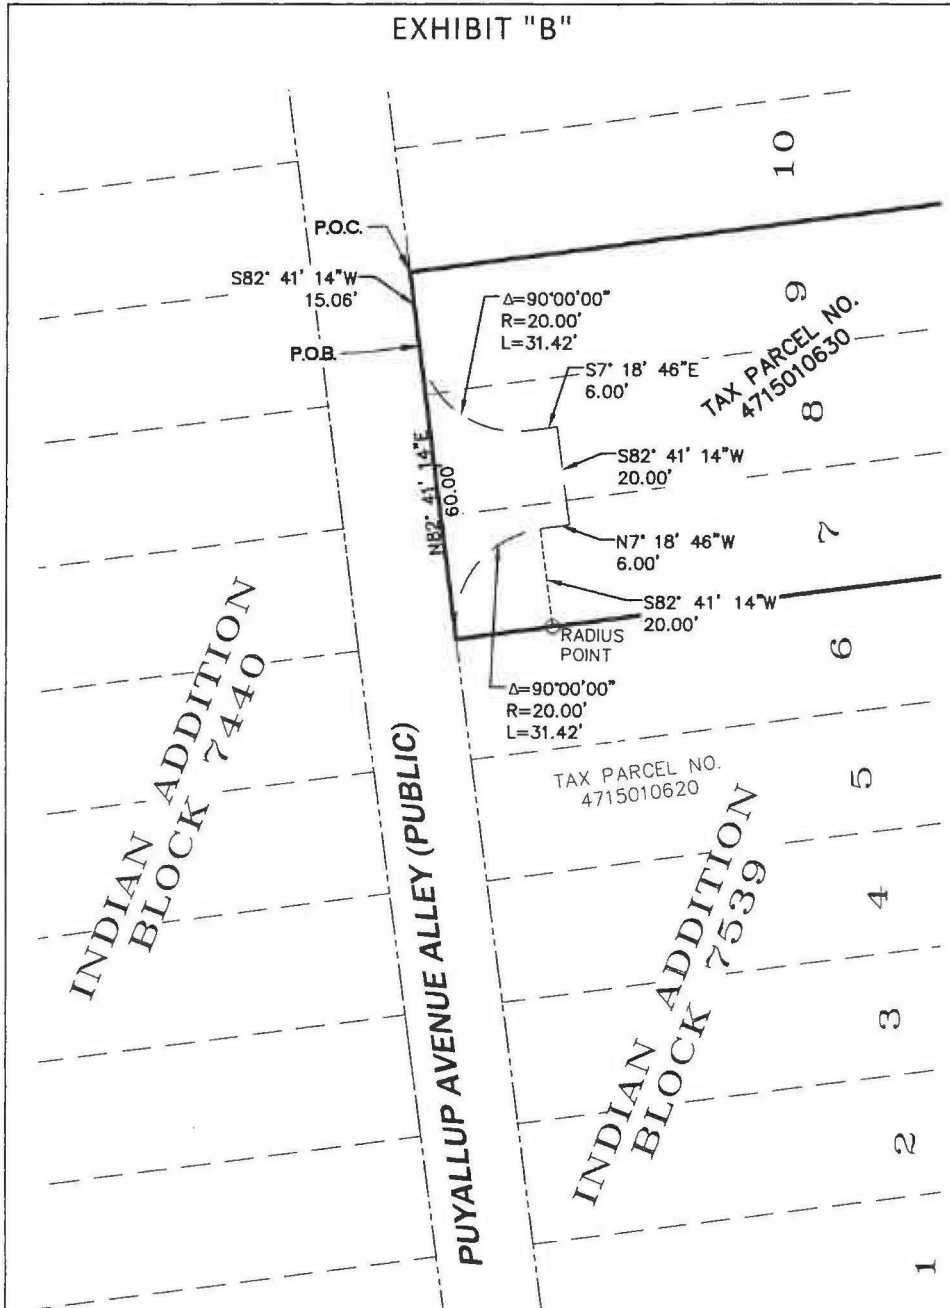 EXHIBIT "B"
10
P.O.C.
S82° 41' 14"W
15.06'
P.O.B.
Δ=90°00'00"
R=20.00'
L=31.42'
9
TAX PARCEL NO.
4715010630
S7° 18' 46"E
6.00'
8
S82° 41' 14"W
20.00'
N82° 41' 14"E
60.00
N7° 18' 46"W
6.00'
7
S82° 41' 14"W
20.00'
RADIUS
POINT
6
Δ=90°00'00"
R=20.00'
L=31.42'
INDIAN ADDITION
BLOCK 7440
TAX PARCEL NO.
4715010620
5
PUYALLUP AVENUE ALLEY (PUBLIC)
INDIAN ADDITION
BLOCK 7539
4
3
2
1